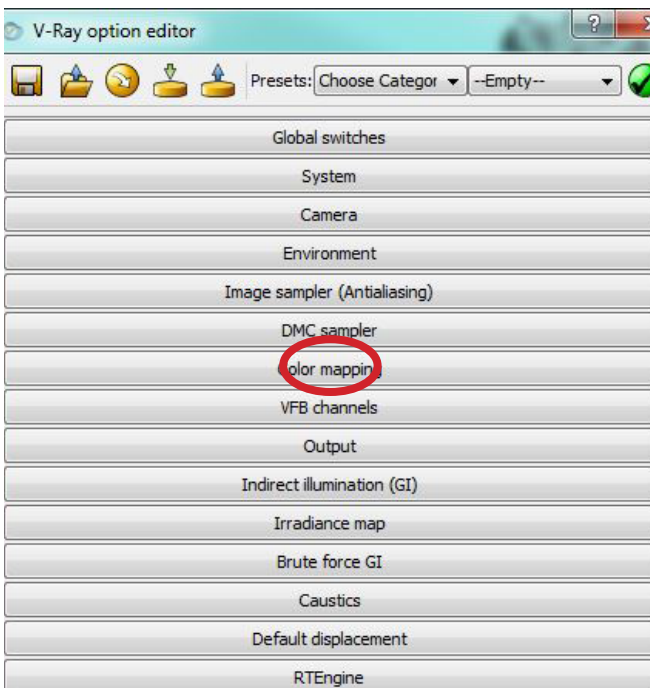 V-Ray option editor
Presets: Choose Categor --Empty--
Global switches
System
Camera
Environment
Image sampler (Antialiasing)
DMC sampler
Color mapping
VFB channels
Output
Indirect illumination (GI)
Irradiance map
Brute force GI
Caustics
Default displacement
RTEngine